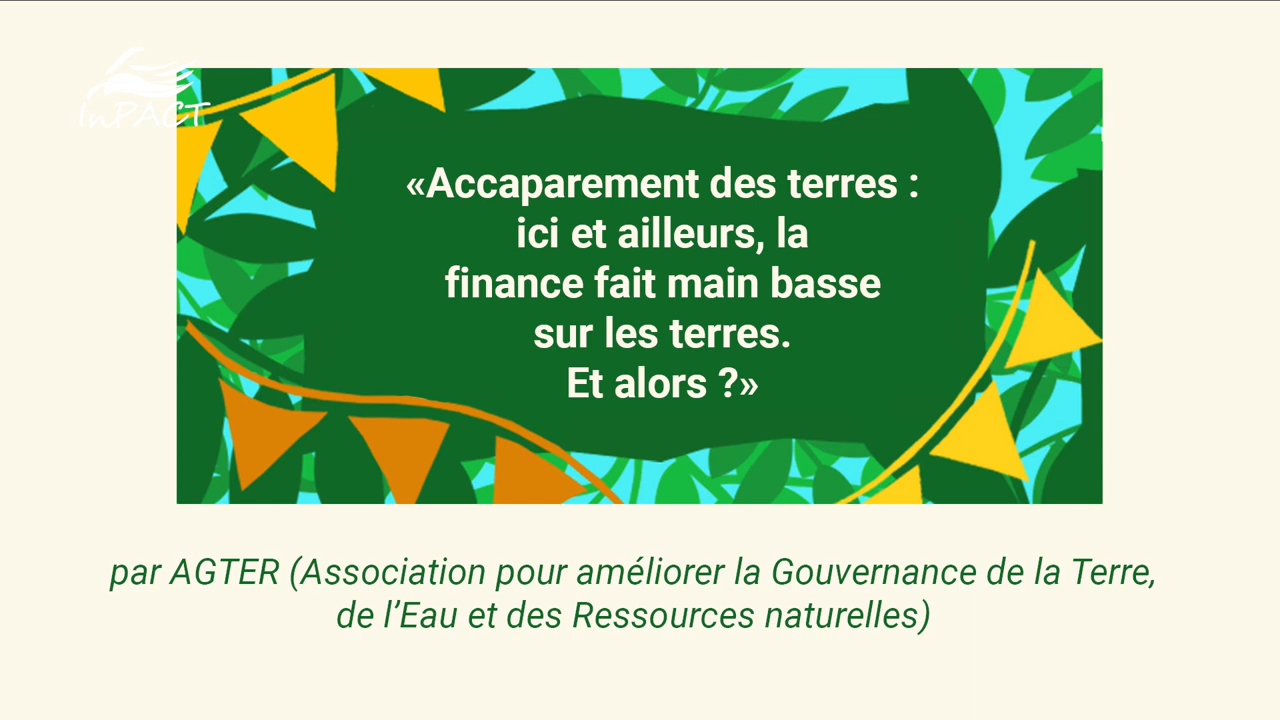 InPACT
«Accaparement des terres :
ici et ailleurs, la
finance fait main basse
sur les terres.
Et alors ?»
par AGTER (Association pour améliorer la Gouvernance de la Terre,
de l’Eau et des Ressources naturelles)